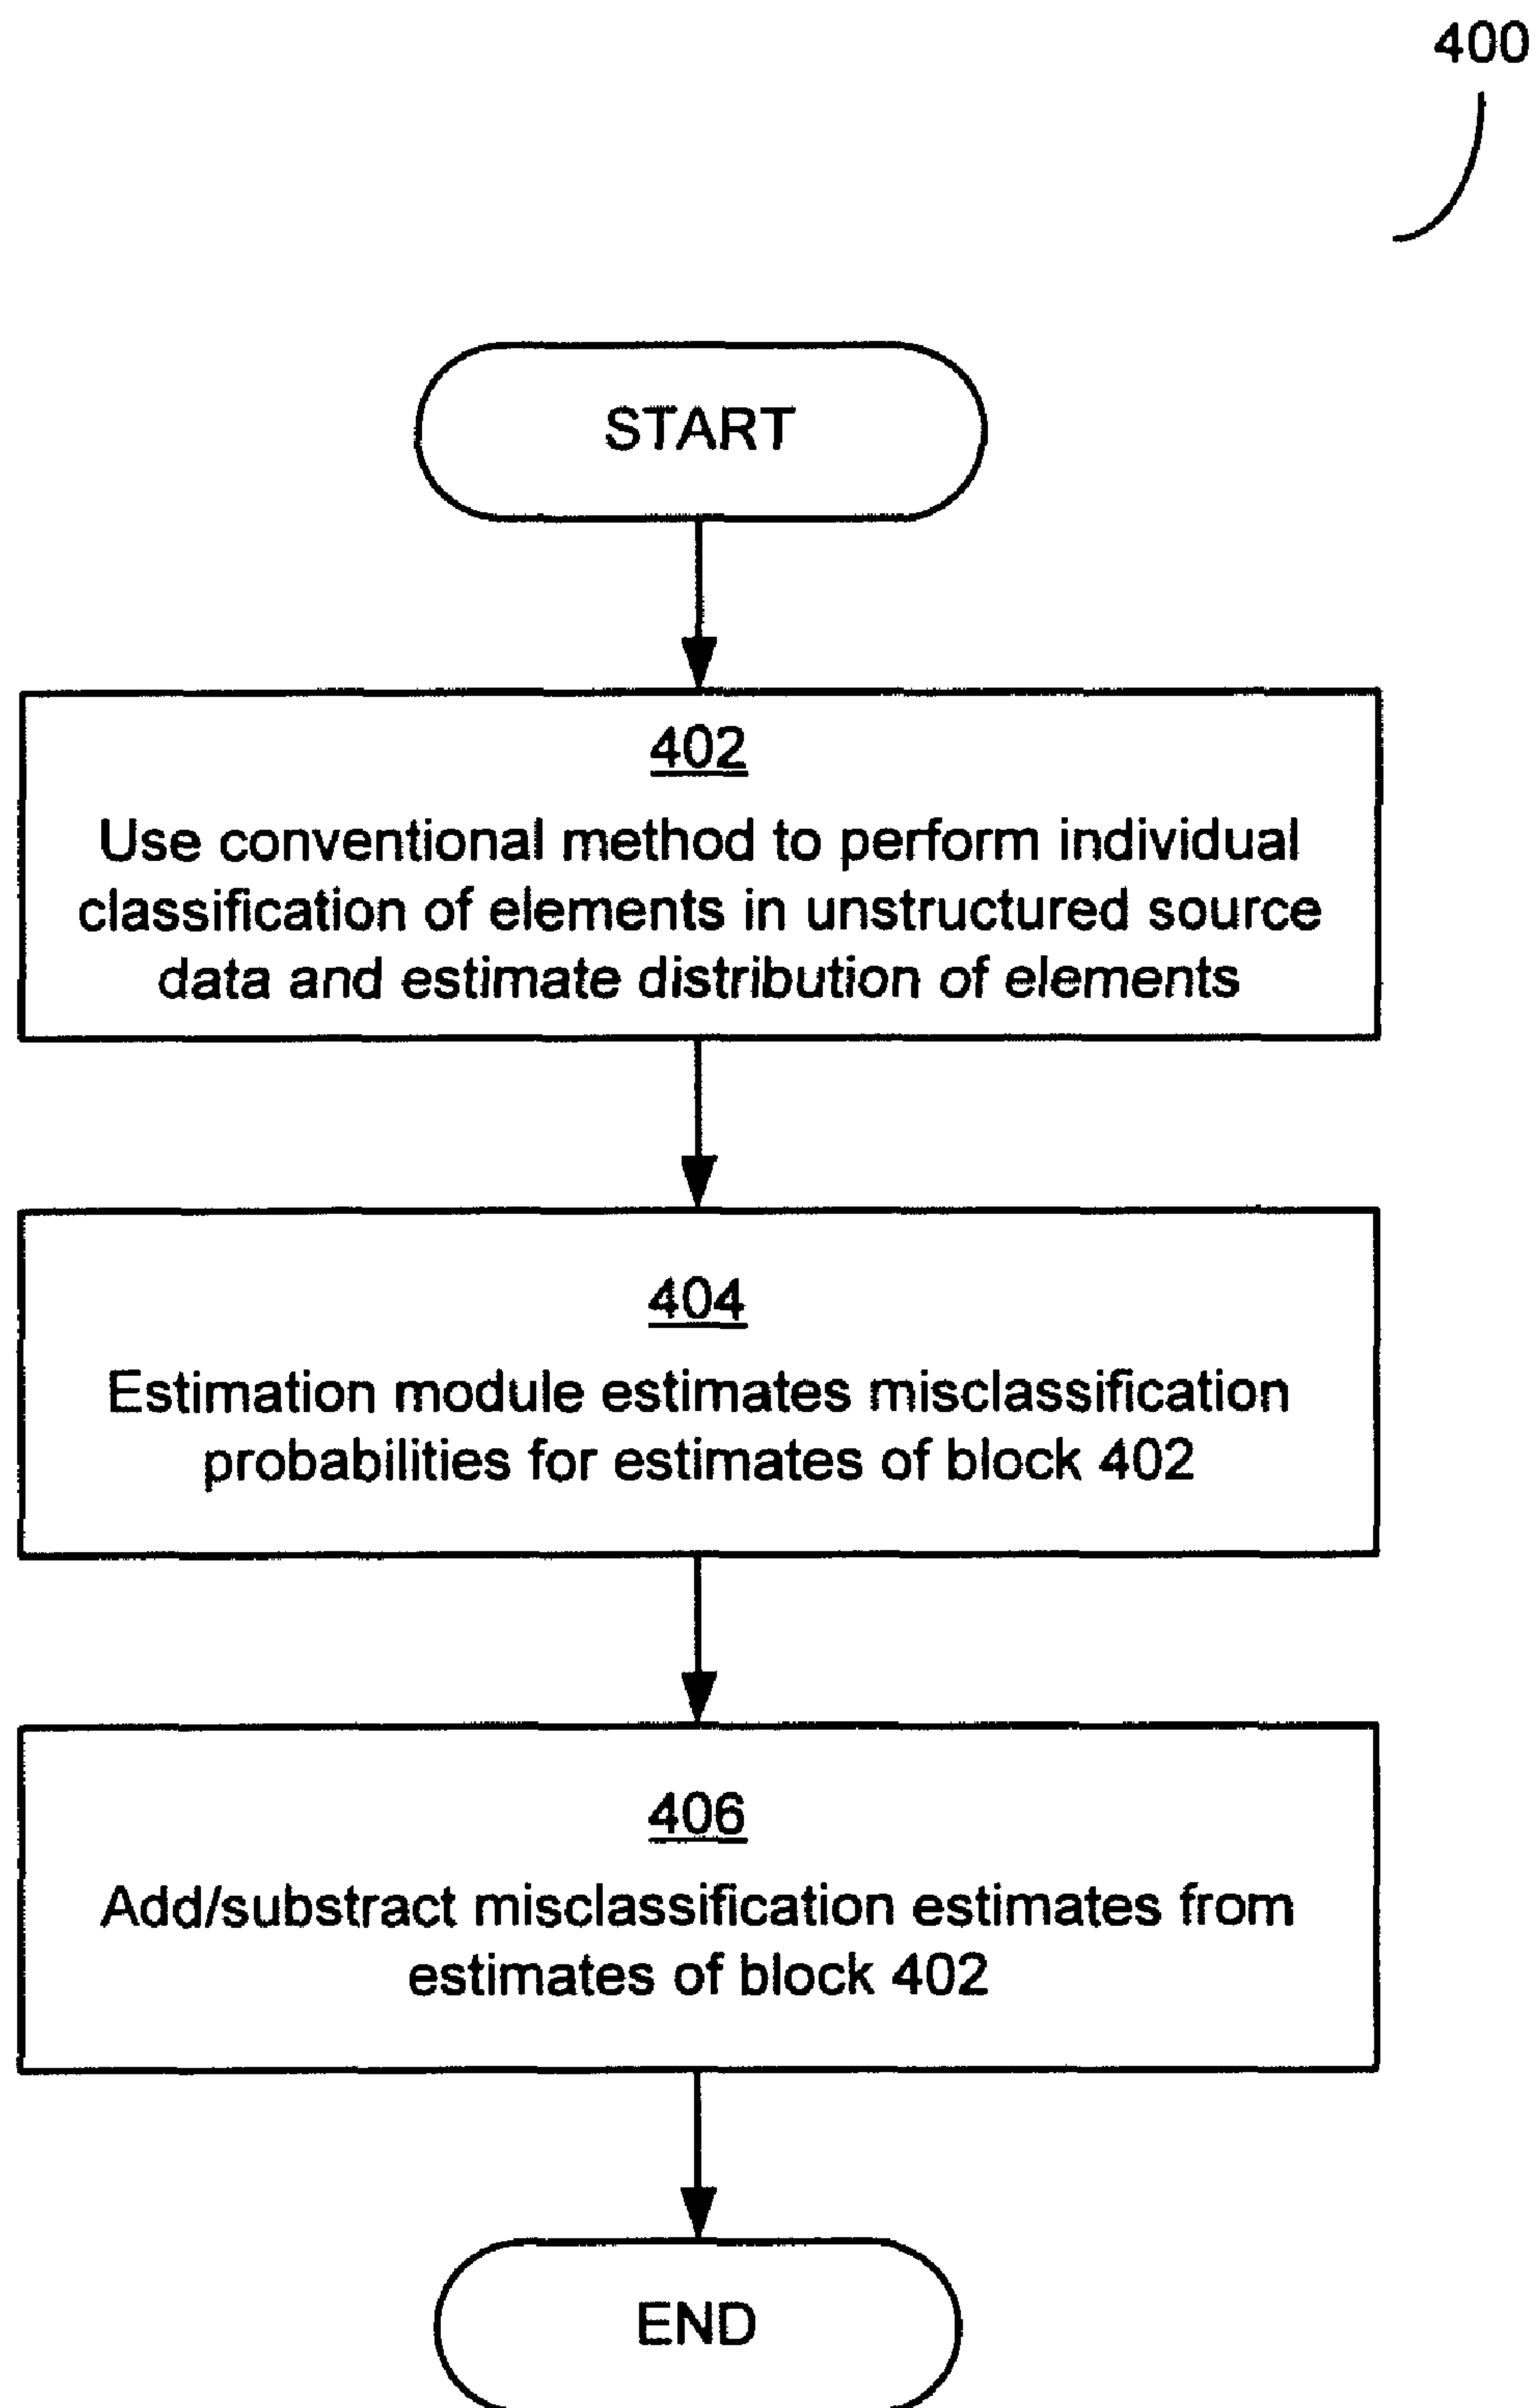 400
START
402
Use conventional method to perform individual
classification of elements in unstructured source
data and estimate distribution of elements
404
Estimation module estimates misclassification
probabilities for estimates of block 402
406
Add/substract misclassification estimates from
estimates of block 402
END